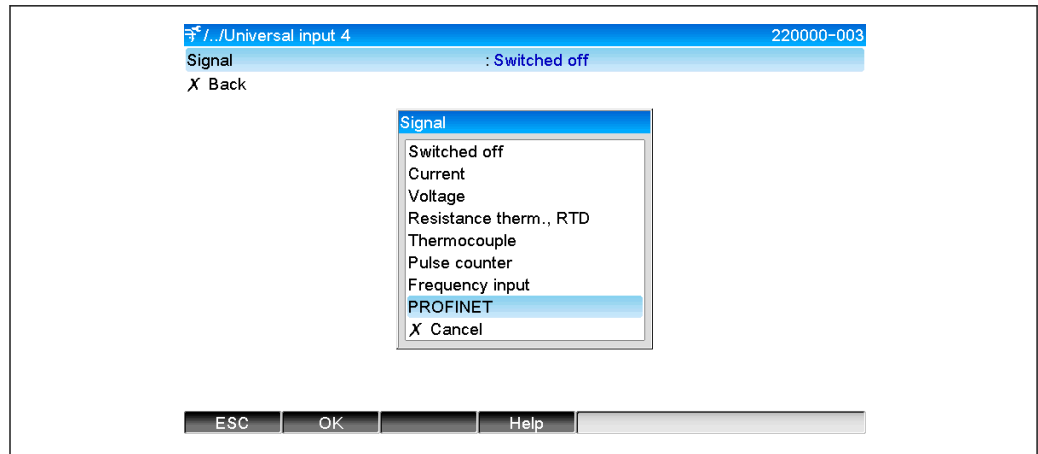 /../Universal input 4 220000-003
Signal : Switched off
X Back
Signal
Switched off
Current
Voltage
Resistance therm., RTD
Thermocouple
Pulse counter
Frequency input
PROFINET
X Cancel
ESC OK Help